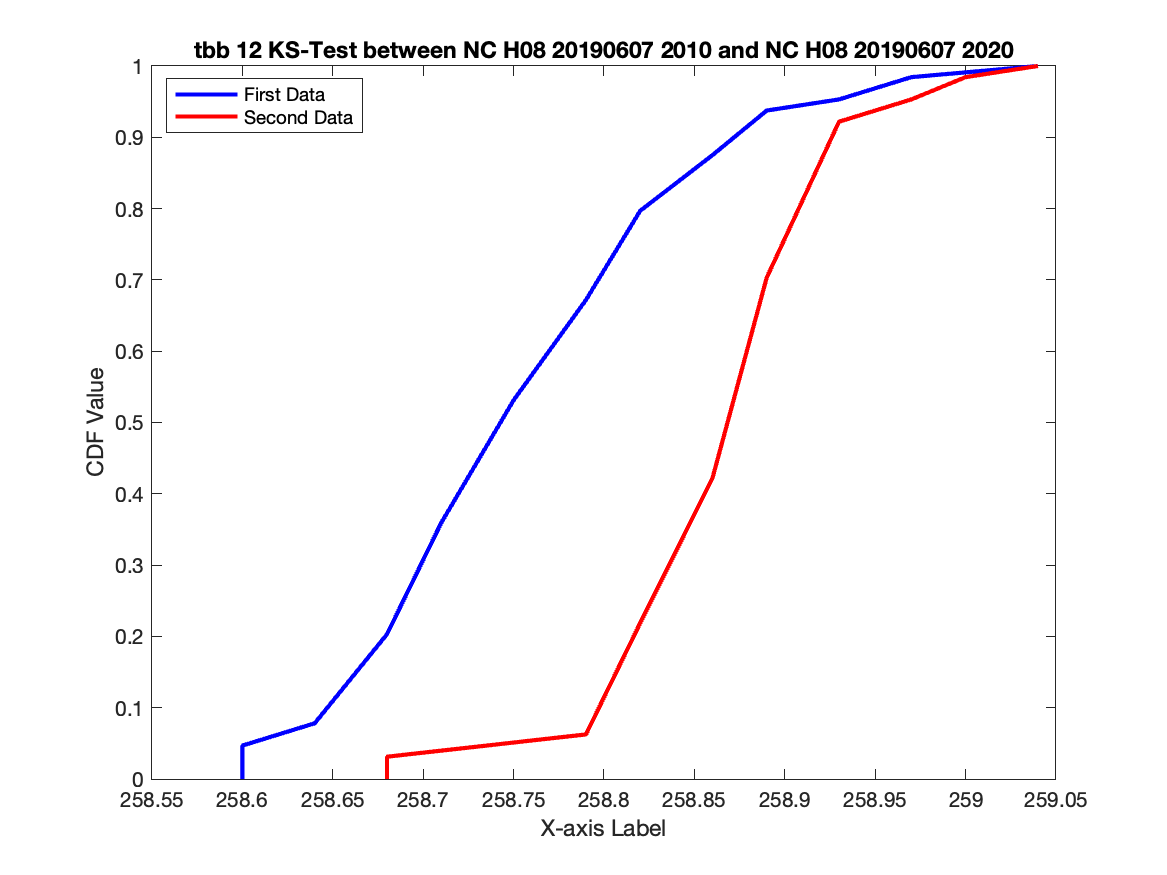 tbb 12 KS-Test between NC H08 20190607 2010 and NC H08 20190607 2020
First Data
Second Data
1
0.9
0.8
0.7
0.6
0.5
0.4
0.3
0.2
0.1
0
CDF Value
258.55 258.6 258.65 258.7 258.75 258.8 258.85 258.9 258.95 259 259.05
X-axis Label